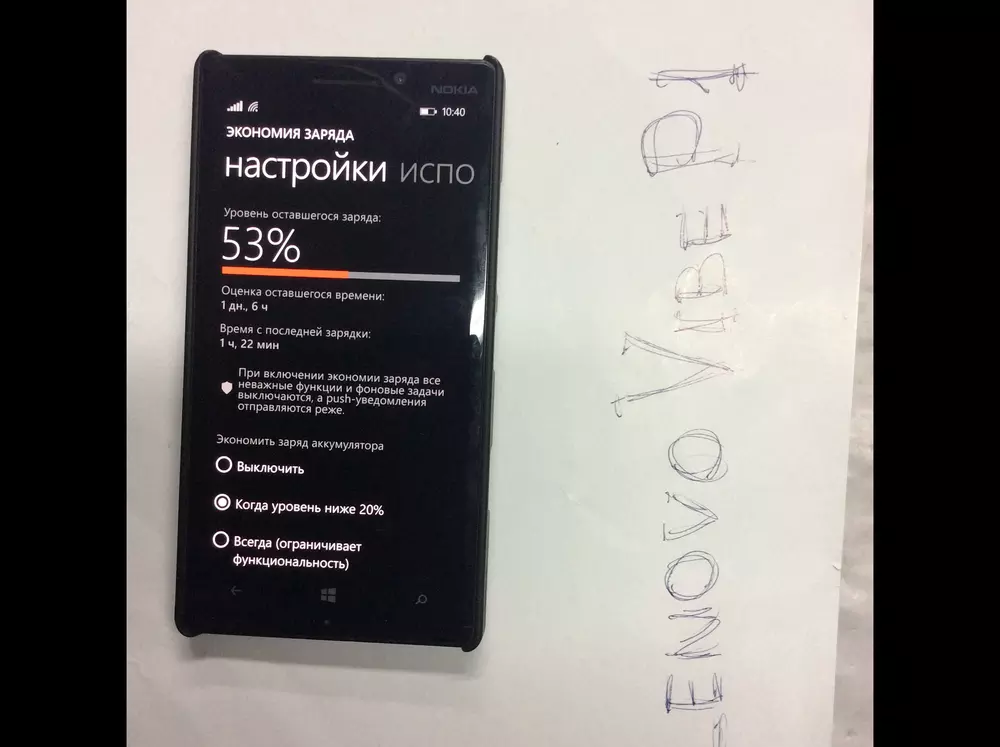 NOKIA
10:40
ЭКОНОМИЯ ЗАРЯДА
настройки испо
Уровень оставшегося заряда:
53%
Оценка оставшегося времени:
1 дн., 6 ч
Время с последней зарядки:
1 ч, 22 мин
При включении экономии заряда все
неважные функции и фоновые задачи
выключаются, а push-уведомления
отправляются реже.
Экономить заряд аккумулятора
Выключить
Когда уровень ниже 20%
Всегда (ограничивает
функциональность)
LENOVO VIBE P1